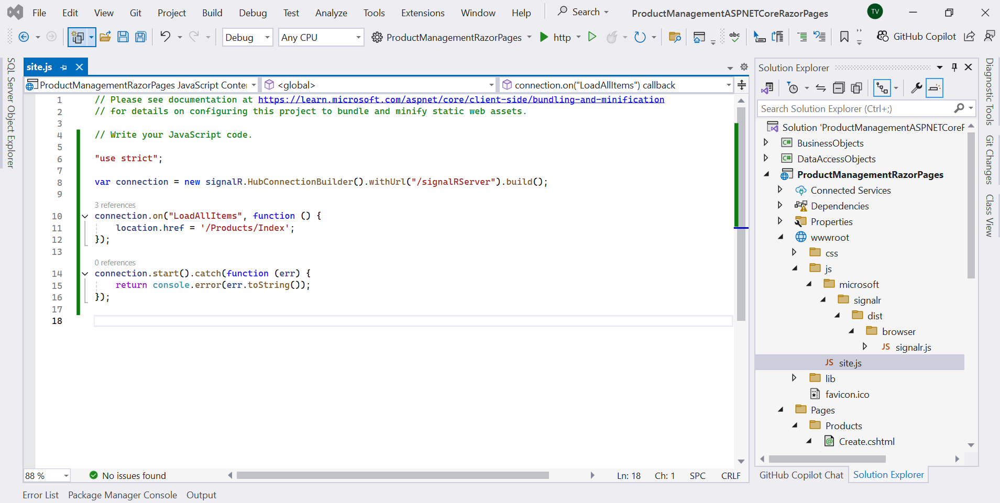 File Edit View Git Project Build Debug Test Analyze Tools Extensions Window Help Search ProductManagementASPNETCoreRazorPages TV
Debug Any CPU ProductManagementRazorPages http abc GitHub Copilot
SQL Server Object Explorer
site.js
ProductManagementRazorPages JavaScript Conte <global> connection.on("LoadAllItems") callback
1 // Please see documentation at https://learn.microsoft.com/aspnet/core/client-side/bundling-and-minification
2 // for details on configuring this project to bundle and minify static web assets.
3
4 // Write your JavaScript code.
5
6 "use strict";
7
8 var connection = new signalR.HubConnectionBuilder().withUrl("/signalRServer").build();
9
3 references
10 connection.on("LoadAllItems", function () {
11 location.href = '/Products/Index';
12 });
13
0 references
14 connection.start().catch(function (err) {
15 return console.error(err.toString());
16 });
17
18
88 % No issues found Ln: 18 Ch: 1 SPC CRLF
Solution Explorer
Search Solution Explorer (Ctrl+;)
Solution 'ProductManagementASPNETCoreF
C# BusinessObjects
C# DataAccessObjects
ProductManagementRazorPages
Connected Services
Dependencies
Properties
wwwroot
css
js
microsoft
signalr
dist
browser
JS signalr.js
JS site.js
lib
favicon.ico
Pages
Products
@ Create.cshtml
GitHub Copilot Chat Solution Explorer
Diagnostic Tools
Git Changes
Class View
Error List Package Manager Console Output